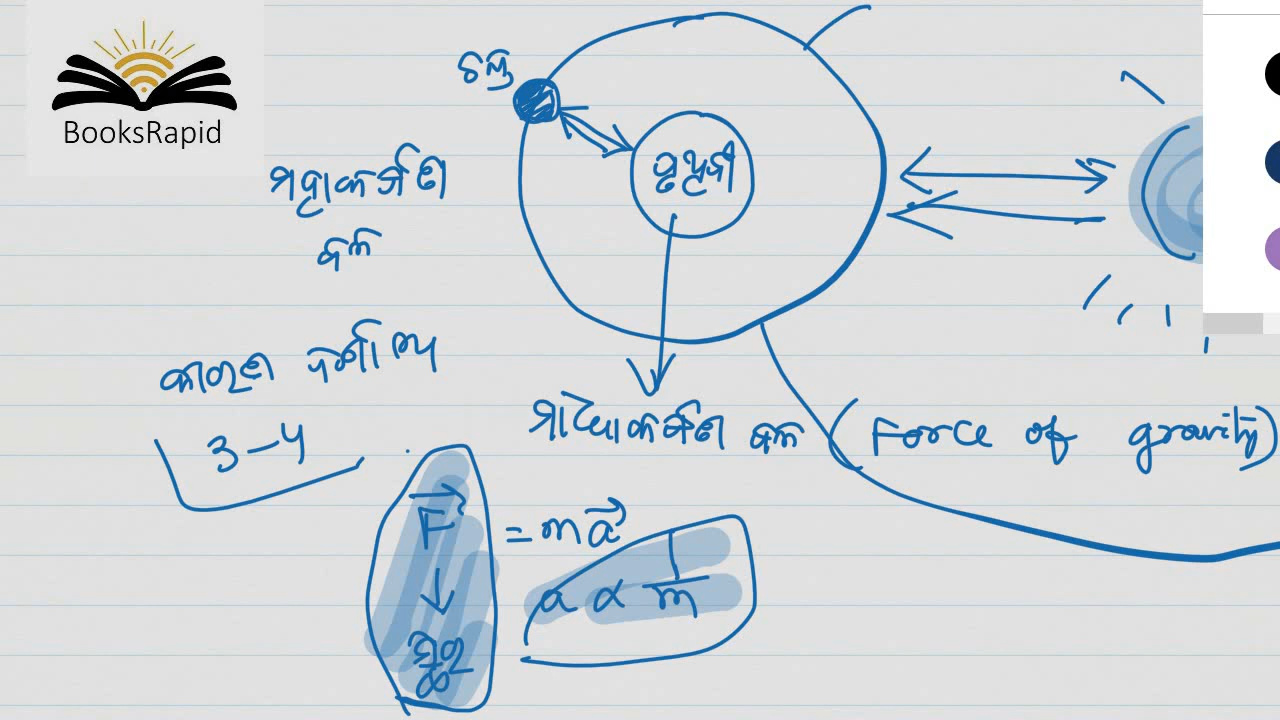 BooksRapid
ଚନ୍ଦ୍ର
ପୃଥିବୀ
ମହାକର୍ଷଣ
ବଳ
କାରଣ ଦର୍ଶାଅ
3-4
ମାଧ୍ୟାକର୍ଷଣ ବଳ (Force of gravity)
F⃗ = ma⃗
a ∝ 1/m
ସ୍ଥିର